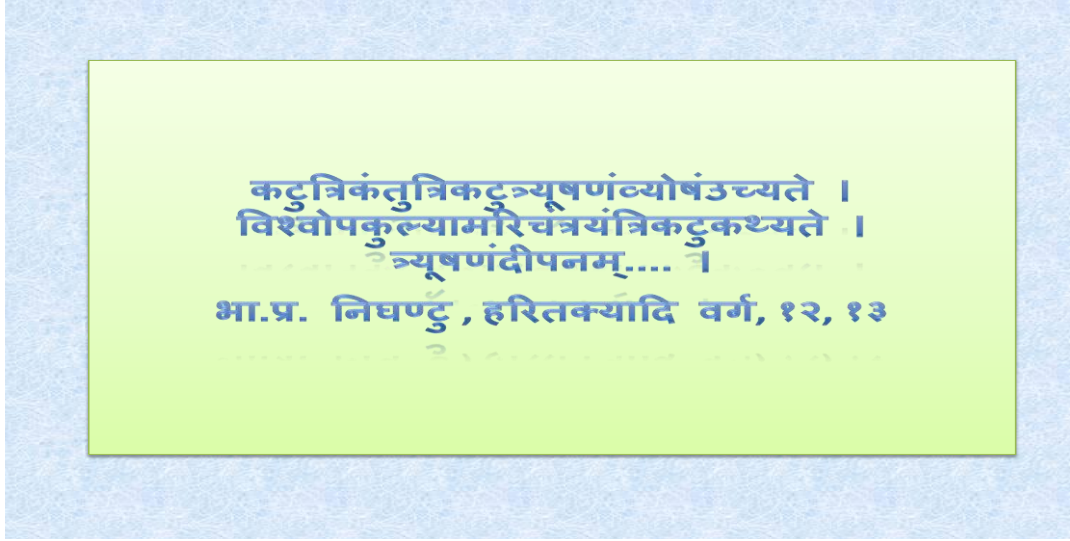 कटुत्रिकंतुत्रिकटुत्र्यूषणंव्योषंउच्यते ।
विश्वोपकुल्यामरिचंत्रयंत्रिकटुकथ्यते ।
त्र्यूषणंदीपनम्.... ।
भा.प्र. निघण्टु , हरितक्यादि वर्ग, १२, १३